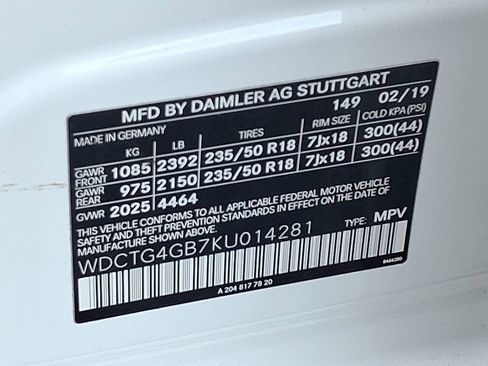 MFD BY DAIMLER AG STUTTGART
149 02/19
MADE IN GERMANY
KG LB TIRES RIM SIZE COLD KPA (PSI)
GAWR FRONT 1085 2392 235/50 R18 7Jx18 300(44)
GAWR REAR 975 2150 235/50 R18 7Jx18 300(44)
GVWR 2025 4464
THIS VEHICLE CONFORMS TO ALL APPLICABLE FEDERAL MOTOR VEHICLE
SAFETY, BUMPER, AND THEFT PREVENTION STANDARDS IN EFFECT
ON THE DATE OF MANUFACTURE SHOWN ABOVE.
WDCTG4GB7KU014281 TYPE: MPV
A 204 817 78 20